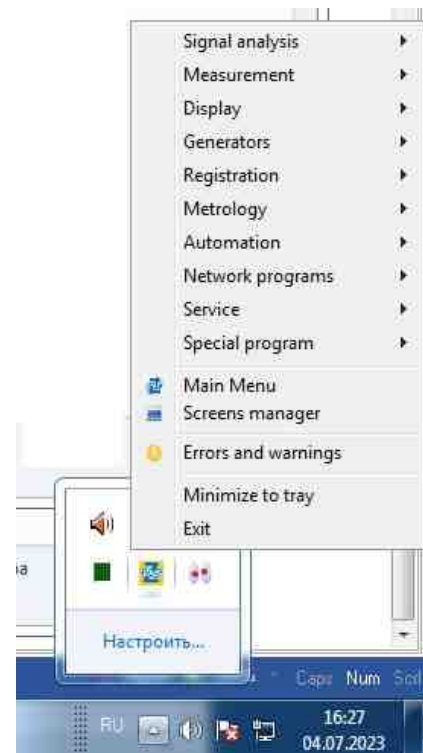 Signal analysis
Measurement
Display
Generators
Registration
Metrology
Automation
Network programs
Service
Special program
Main Menu
Screens manager
Errors and warnings
Minimize to tray
Exit
Настроить...
Caps Num
RU
16:27
04.07.2023